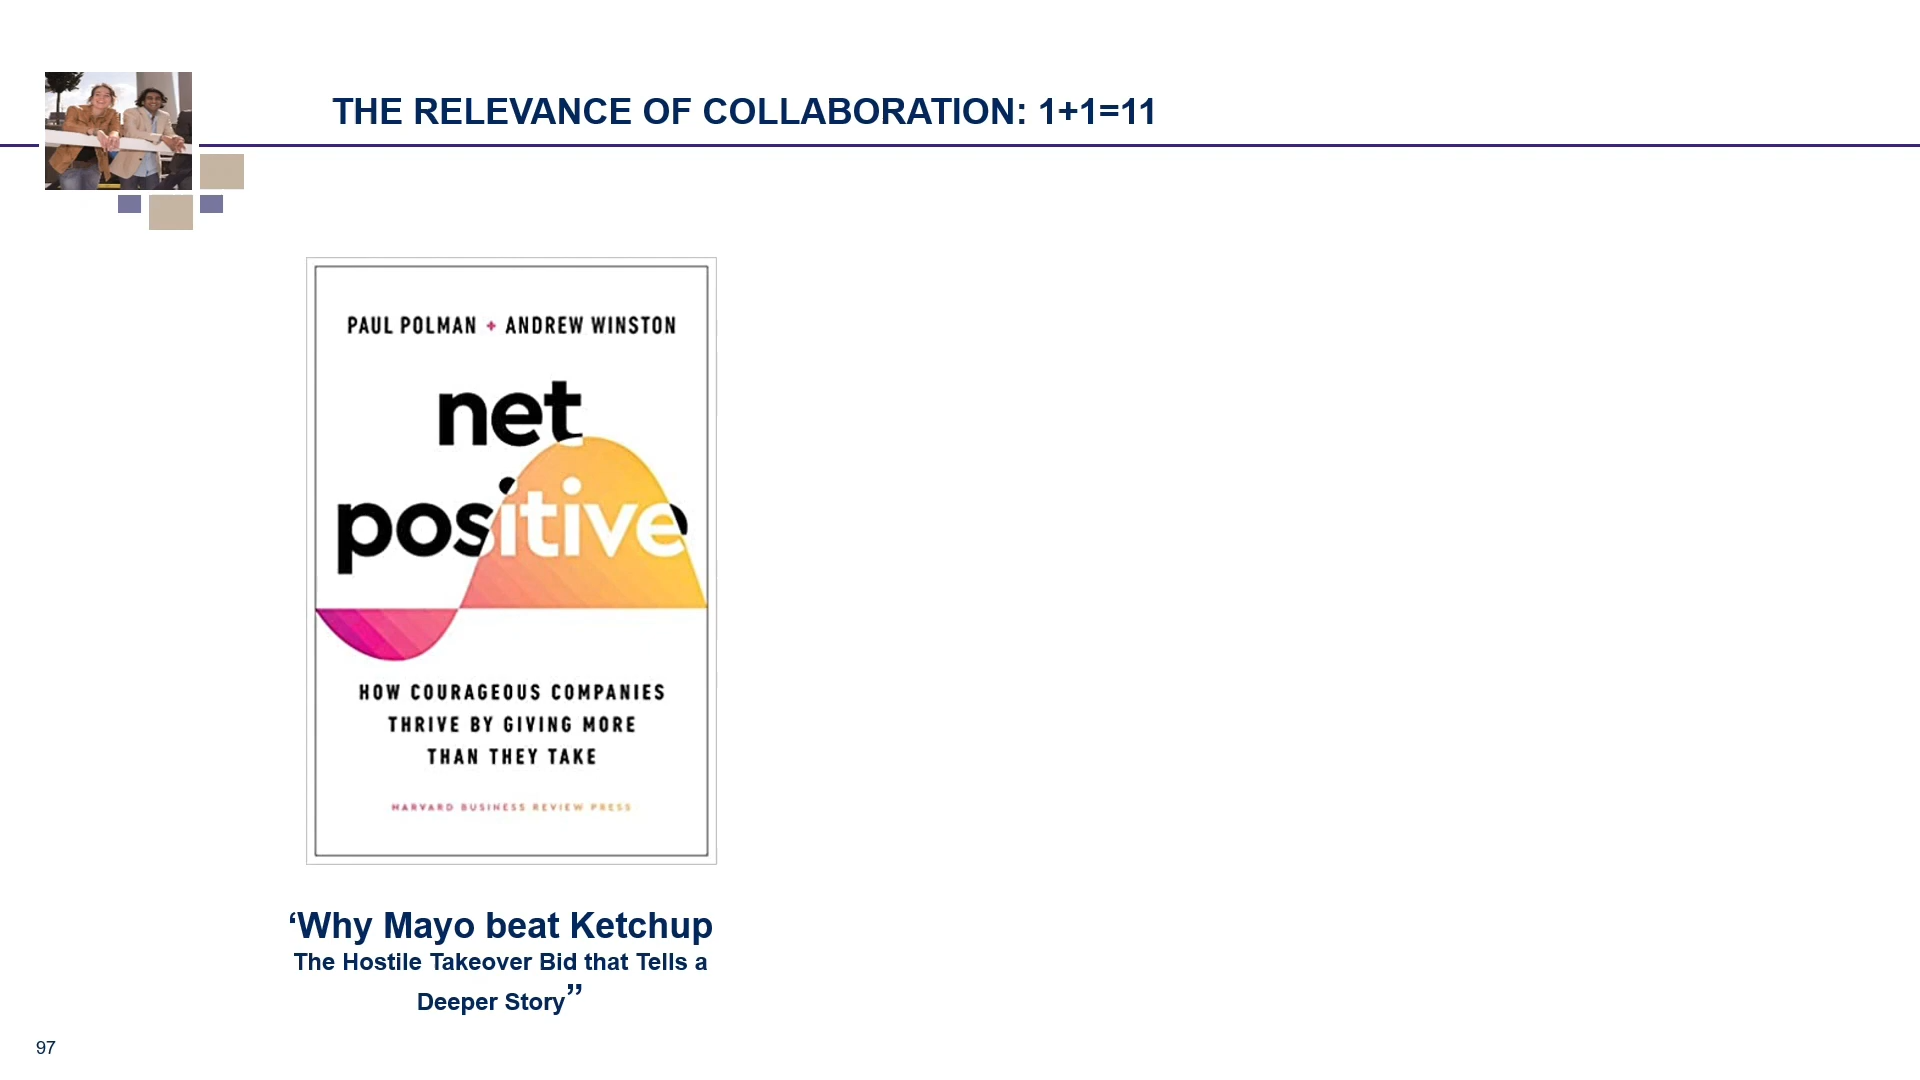 THE RELEVANCE OF COLLABORATION: 1+1=11
PAUL POLMAN + ANDREW WINSTON
net
positive
HOW COURAGEOUS COMPANIES
THRIVE BY GIVING MORE
THAN THEY TAKE
HARVARD BUSINESS REVIEW PRESS
‘Why Mayo beat Ketchup
The Hostile Takeover Bid that Tells a
Deeper Story”
97